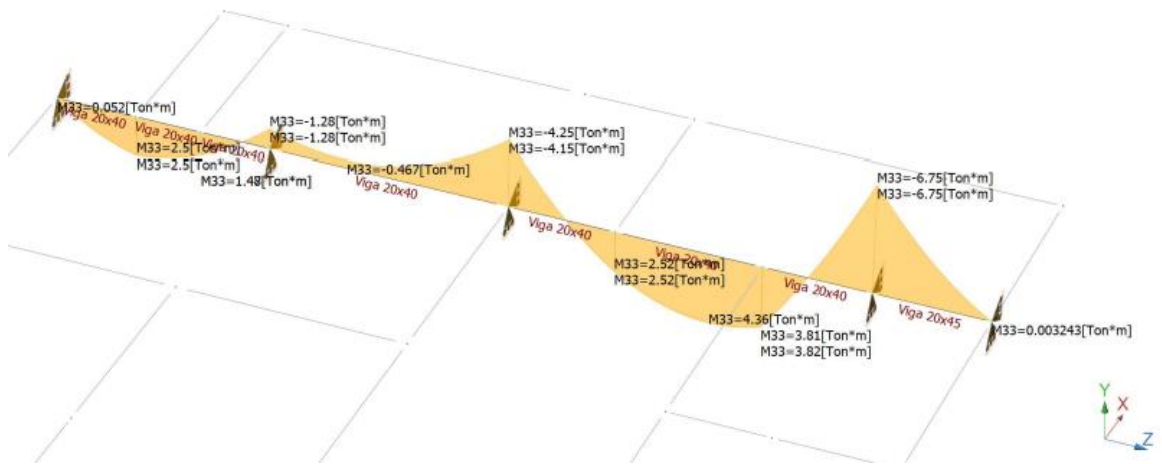 M33=0.052[Ton*m]
Viga 20x40
Viga 20x40
Viga 20x40
M33=2.5[Ton*m]
M33=2.5[Ton*m]
M33=-1.28[Ton*m]
M33=-1.28[Ton*m]
M33=-0.467[Ton*m]
Viga 20x40
M33=-4.25[Ton*m]
M33=-4.15[Ton*m]
Viga 20x40
M33=2.52[Ton*m]
M33=2.52[Ton*m]
M33=4.36[Ton*m]
M33=3.81[Ton*m]
M33=3.82[Ton*m]
Viga 20x40
M33=-6.75[Ton*m]
M33=-6.75[Ton*m]
Viga 20x45
M33=0.003243[Ton*m]
Y
X
Z